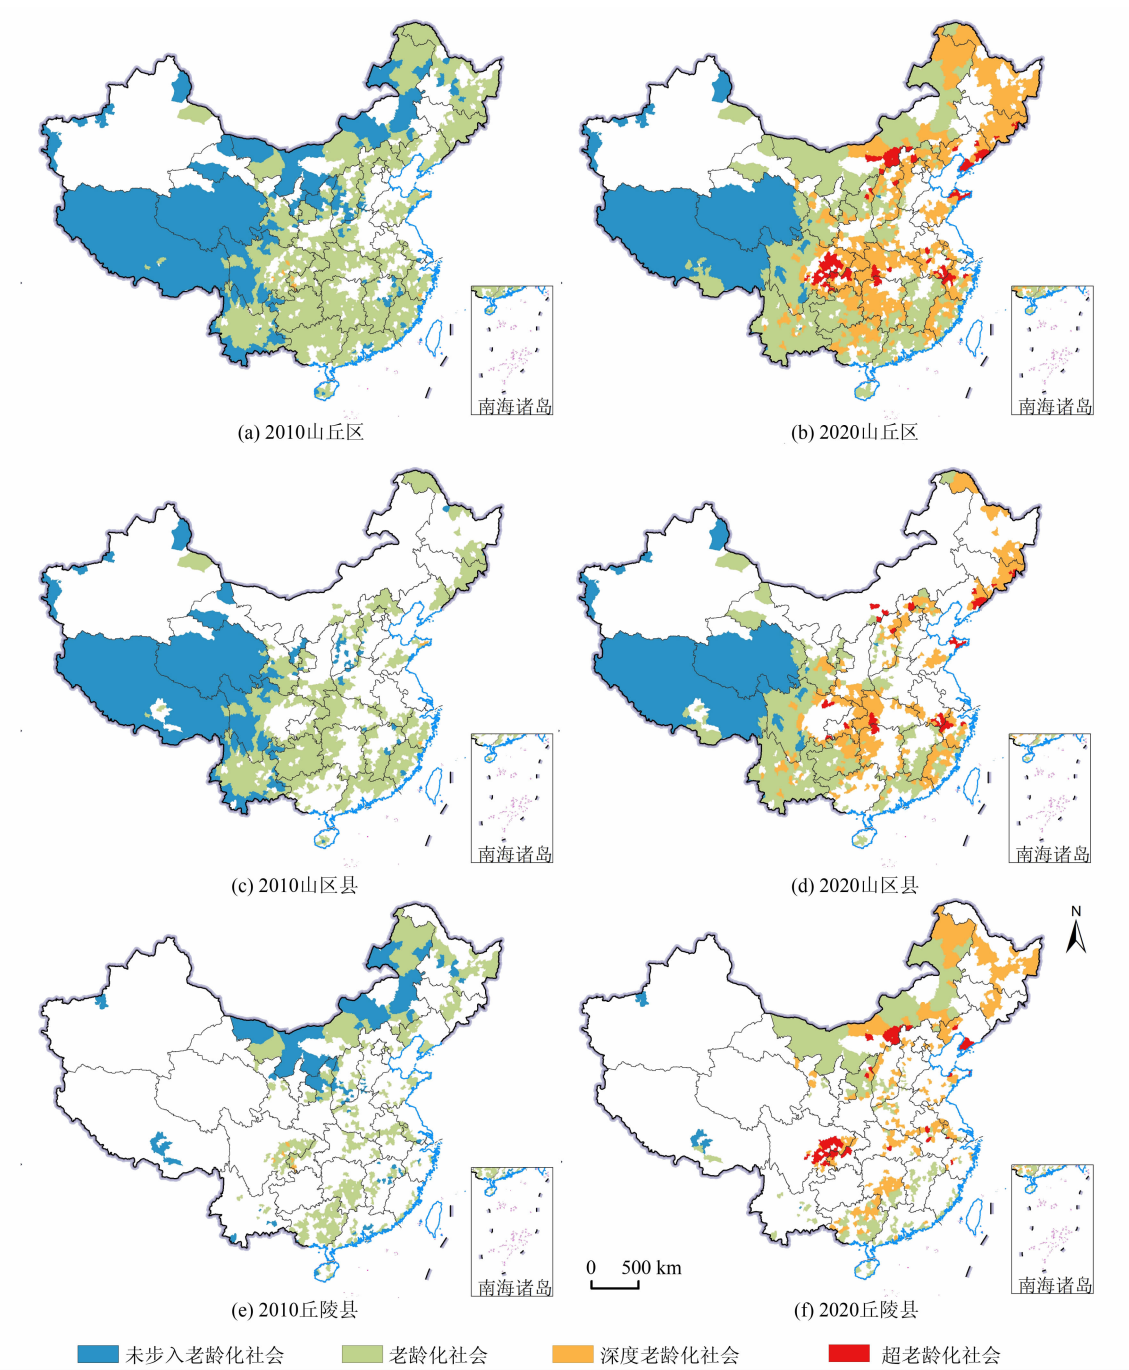 南海诸岛
南海诸岛
(a) 2010山丘区
(b) 2020山丘区
南海诸岛
南海诸岛
(c) 2010山区县
(d) 2020山区县
N
南海诸岛
南海诸岛
0 500 km
(e) 2010丘陵县
(f) 2020丘陵县
未步入老龄化社会
老龄化社会
深度老龄化社会
超老龄化社会